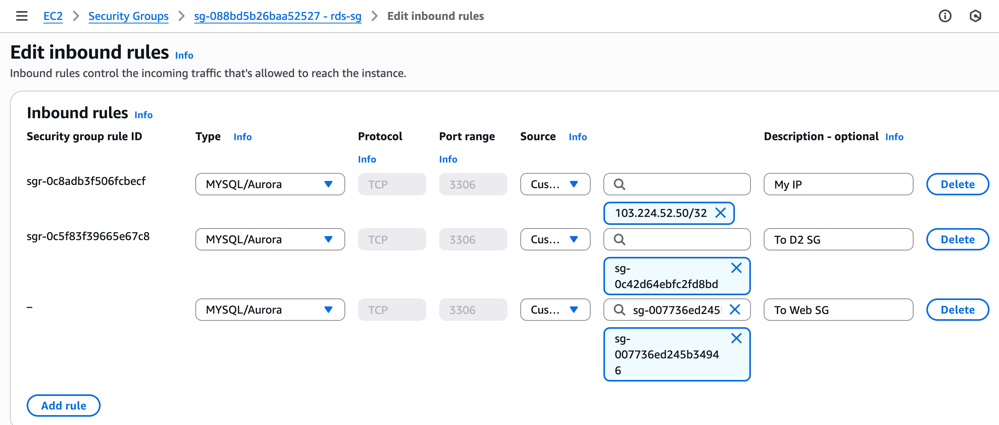 EC2 > Security Groups > sg-088bd5b26baa52527 - rds-sg > Edit inbound rules
Edit inbound rules Info
Inbound rules control the incoming traffic that's allowed to reach the instance.
Inbound rules Info
Security group rule ID Type Info Protocol Info Port range Info Source Info Description - optional Info
sgr-0c8adb3f506fcbecf MYSQL/Aurora TCP 3306 Cus... My IP Delete
103.224.52.50/32
sgr-0c5f83f39665e67c8 MYSQL/Aurora TCP 3306 Cus... To D2 SG Delete
sg-
0c42d64ebfc2fd8bd
– MYSQL/Aurora TCP 3306 Cus... sg-007736ed245 To Web SG Delete
sg-
007736ed245b3494
6
Add rule